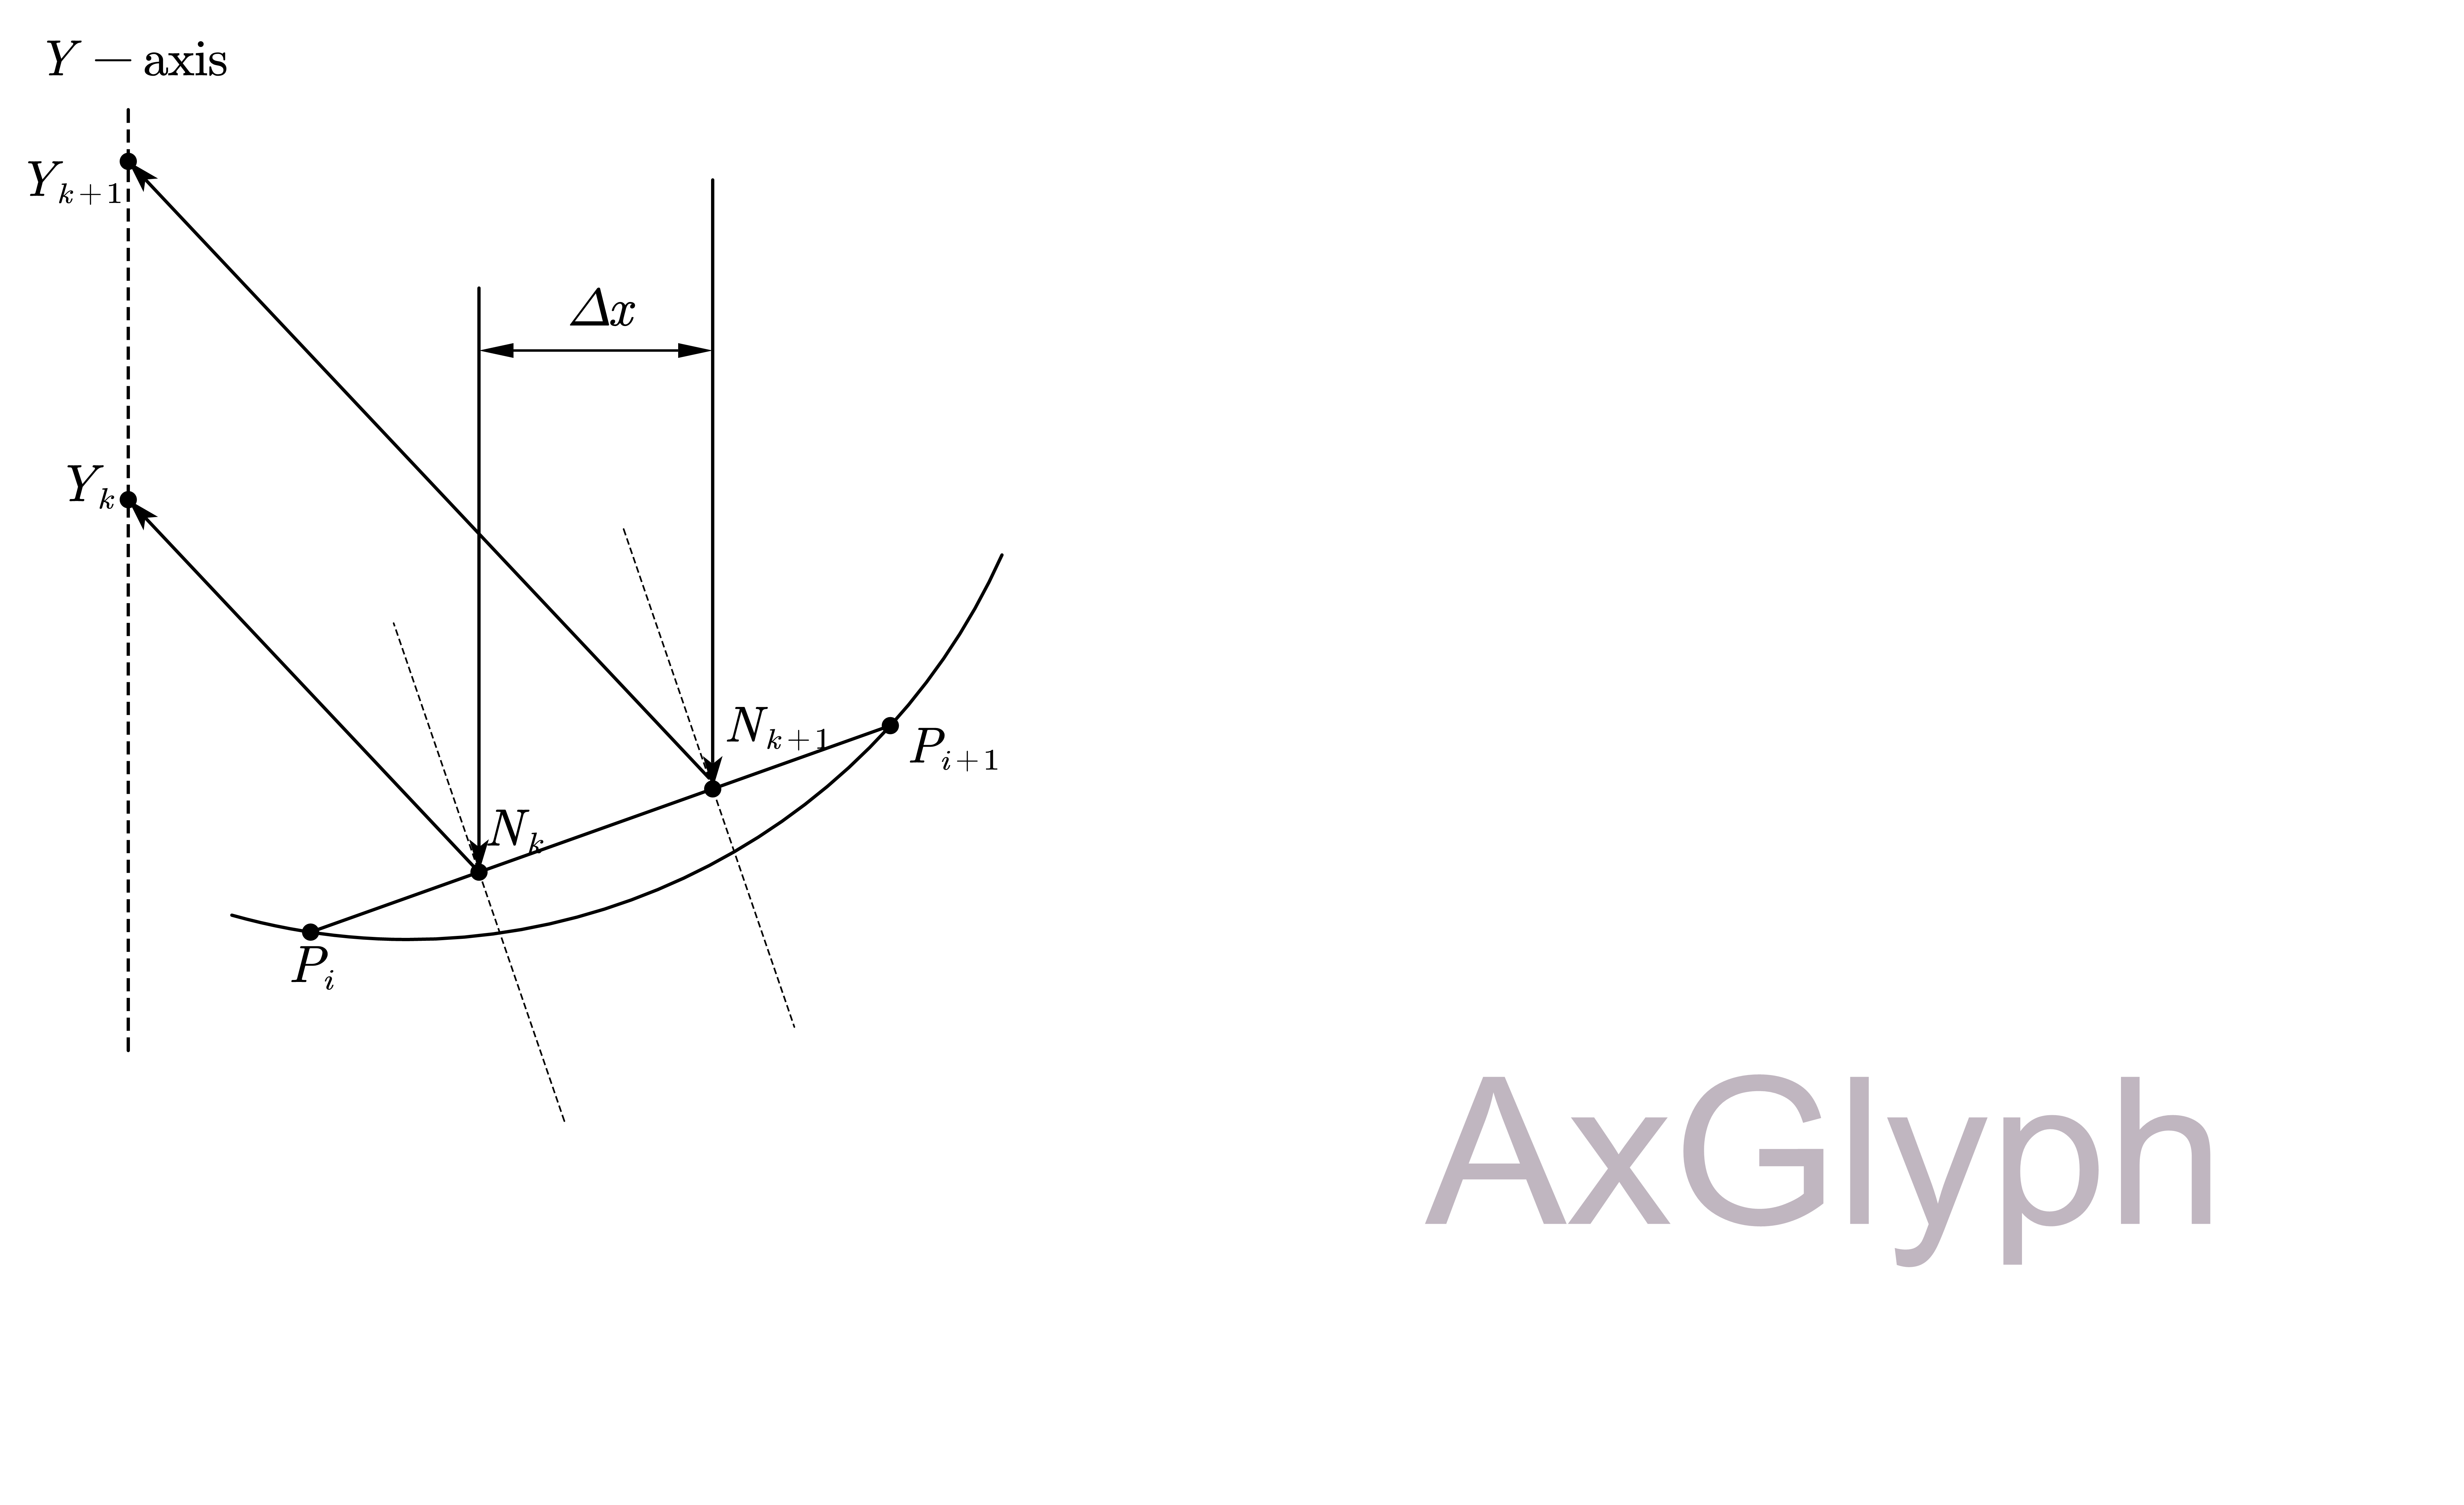 Y — axis
Y_{k+1}
Δx
Y_k
N_{k+1}
P_{i+1}
N_k
P_i
AxGlyph